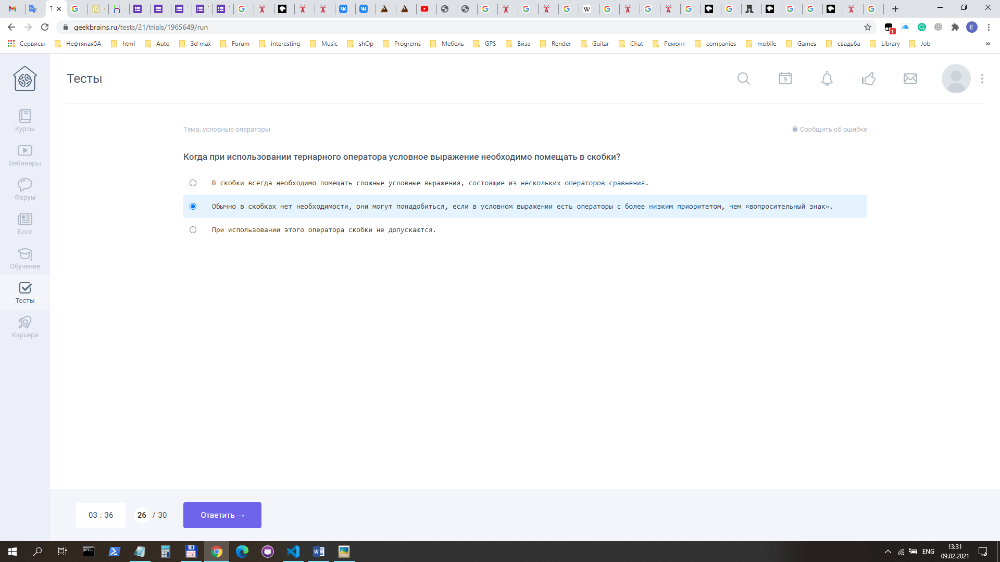 geekbrains.ru/tests/21/trials/1965649/run
1
E
Сервисы Нефтяная5А html Auto 3d max Forum interesting Music shOp Progrems Мебель GPS Виза Render Guitar Chat Ремонт companies mobile Games свадьба Library Job »
Тесты
9
Курсы
Вебинары
Форум
Блог
Обучение
Тесты
Карьера
Тема: условные операторы
Сообщить об ошибке
Когда при использовании тернарного оператора условное выражение необходимо помещать в скобки?
В скобки всегда необходимо помещать сложные условные выражения, состоящие из нескольких операторов сравнения.
Обычно в скобках нет необходимости, они могут понадобиться, если в условном выражении есть операторы с более низким приоритетом, чем «вопросительный знак».
При использовании этого оператора скобки не допускаются.
03 : 36
26 / 30
Ответить →
ENG
13:31
09.02.2021